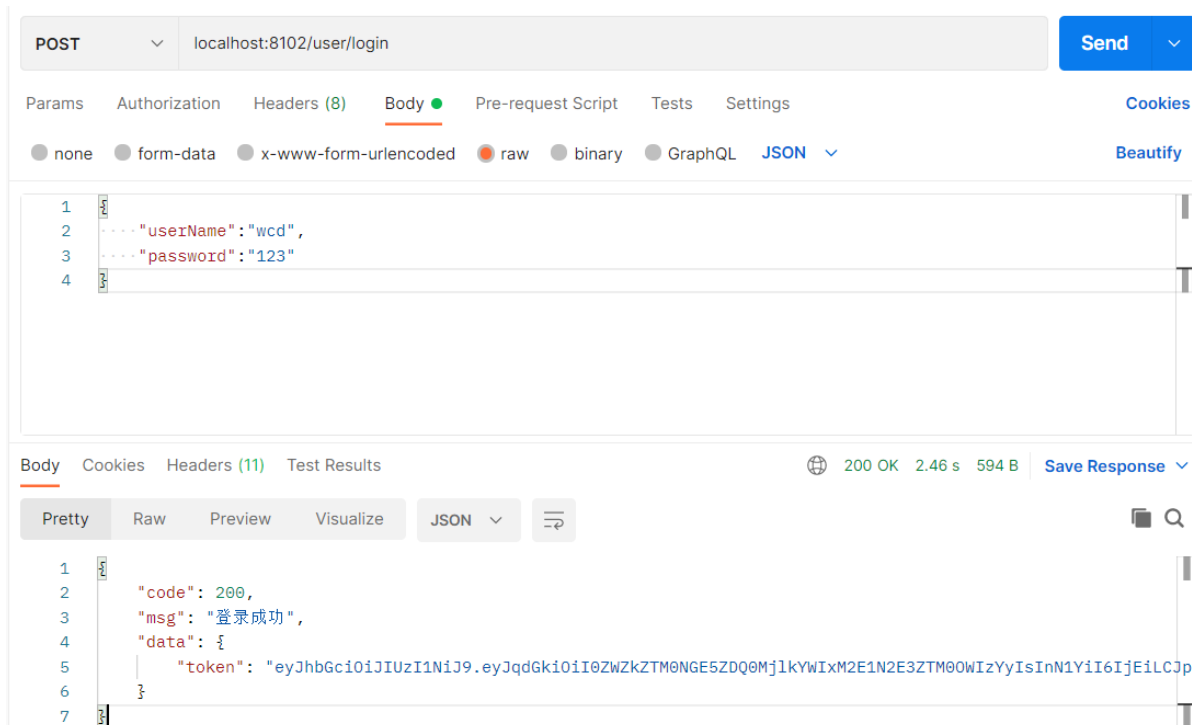 POST localhost:8102/user/login Send
Params Authorization Headers (8) Body Pre-request Script Tests Settings Cookies
none form-data x-www-form-urlencoded raw binary GraphQL JSON Beautify
1 {
2 "userName":"wcd",
3 "password":"123"
4 }
Body Cookies Headers (11) Test Results 200 OK 2.46 s 594 B Save Response
Pretty Raw Preview Visualize JSON
1 {
2 "code": 200,
3 "msg": "登录成功",
4 "data": {
5 "token": "eyJhbGciOiJIUzI1NiJ9.eyJqdGkiOiI0ZWZkZTM0NGE5ZDQ0MjlkYWIxM2E1N2E3ZTM0OWIzYyIsInN1YiI6IjEiLCJp
6 }
7 }